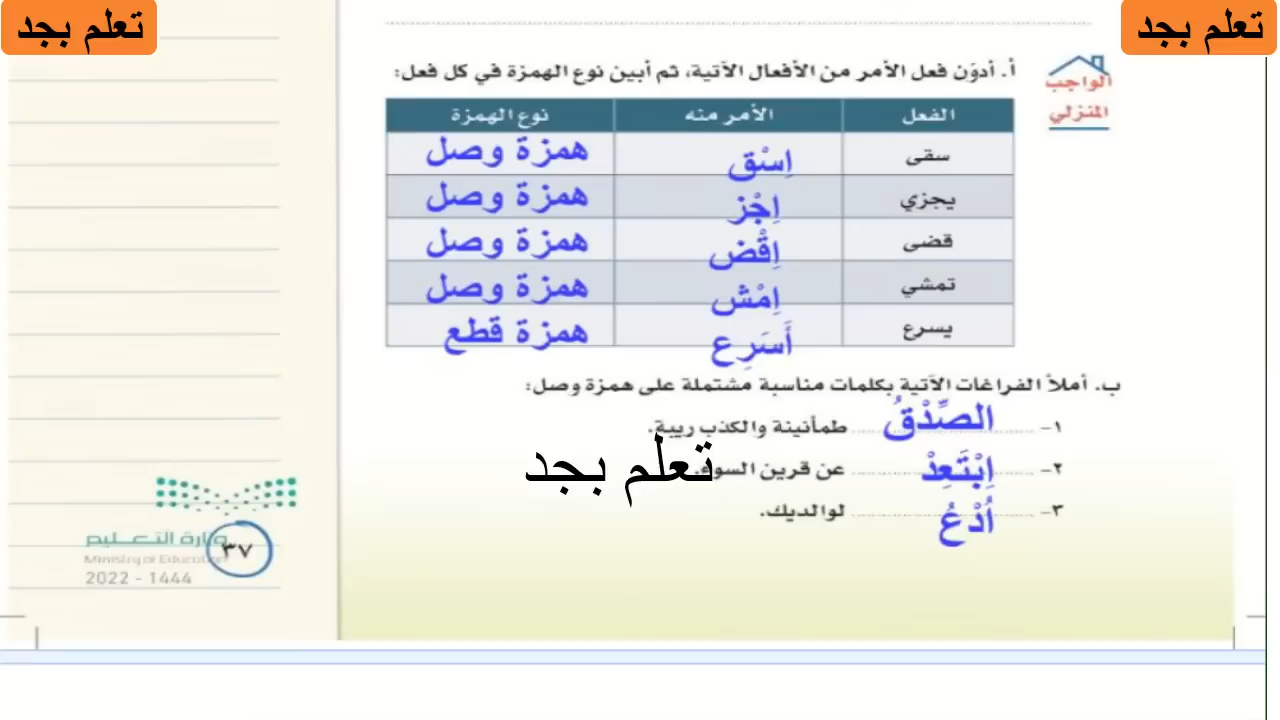 تعلم بجد
تعلم بجد
الواجب
المنزلي
أ. أدوّن فعل الأمر من الأفعال الآتية، ثم أبين نوع الهمزة في كل فعل:
الفعل الأمر منه نوع الهمزة
سقى اِسْق همزة وصل
يجزي اِجْز همزة وصل
قضى اِقْض همزة وصل
تمشي اِمْش همزة وصل
يسرع أَسَرِع همزة قطع
ب. أملأ الفراغات الآتية بكلمات مناسبة مشتملة على همزة وصل:
١- الصِّدْقُ طمأنينة والكذب ريبة.
٢- اِبْتَعِدْ عن قرين السوء.
٣- اُدْعُ لوالديك.
تعلم بجد
وزارة التعليم
Ministry of Education
2022 - 1444
٣٧